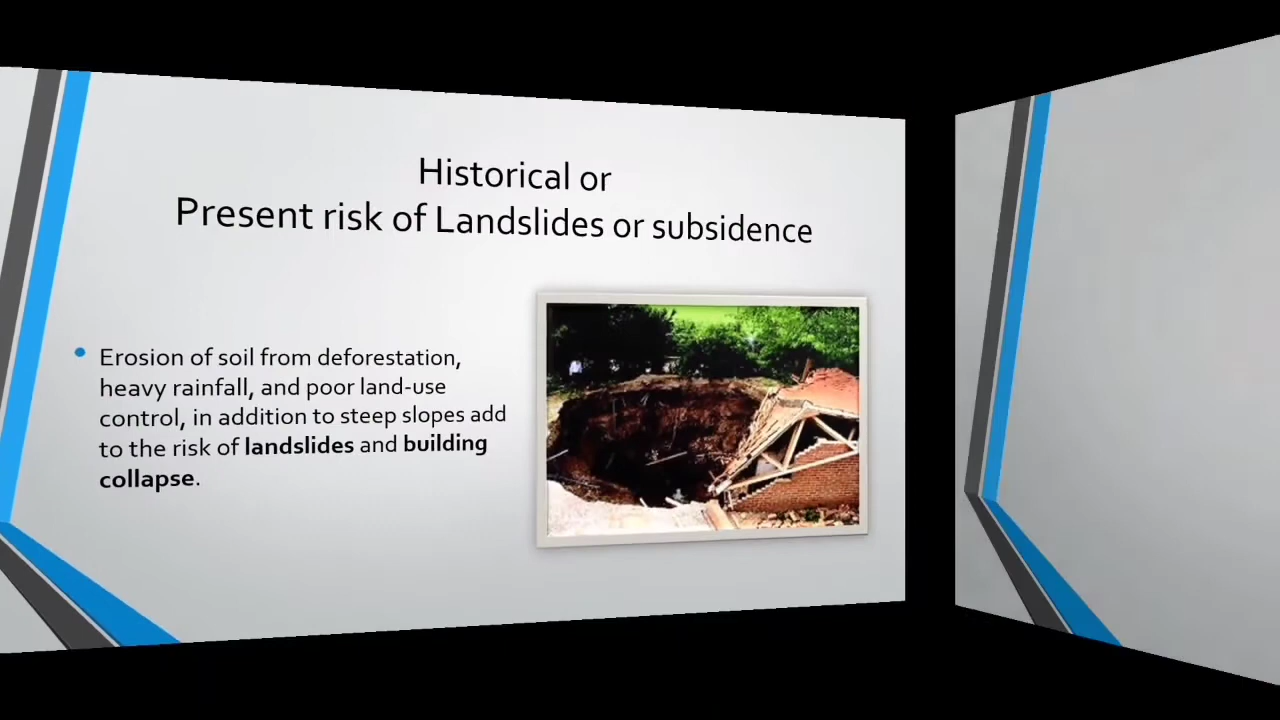 Historical or
Present risk of Landslides or subsidence
Erosion of soil from deforestation,
heavy rainfall, and poor land-use
control, in addition to steep slopes add
to the risk of landslides and building
collapse.